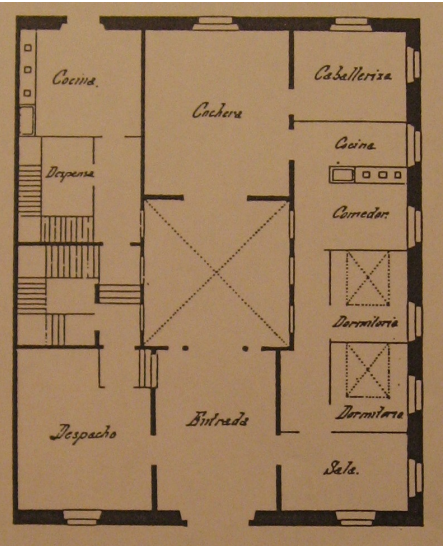 Cocina.
Cochera
Caballeriza
Cocina
Despensa
Comedor.
Dormitorio
Dormitorio
Despacho
Entrada
Sala.